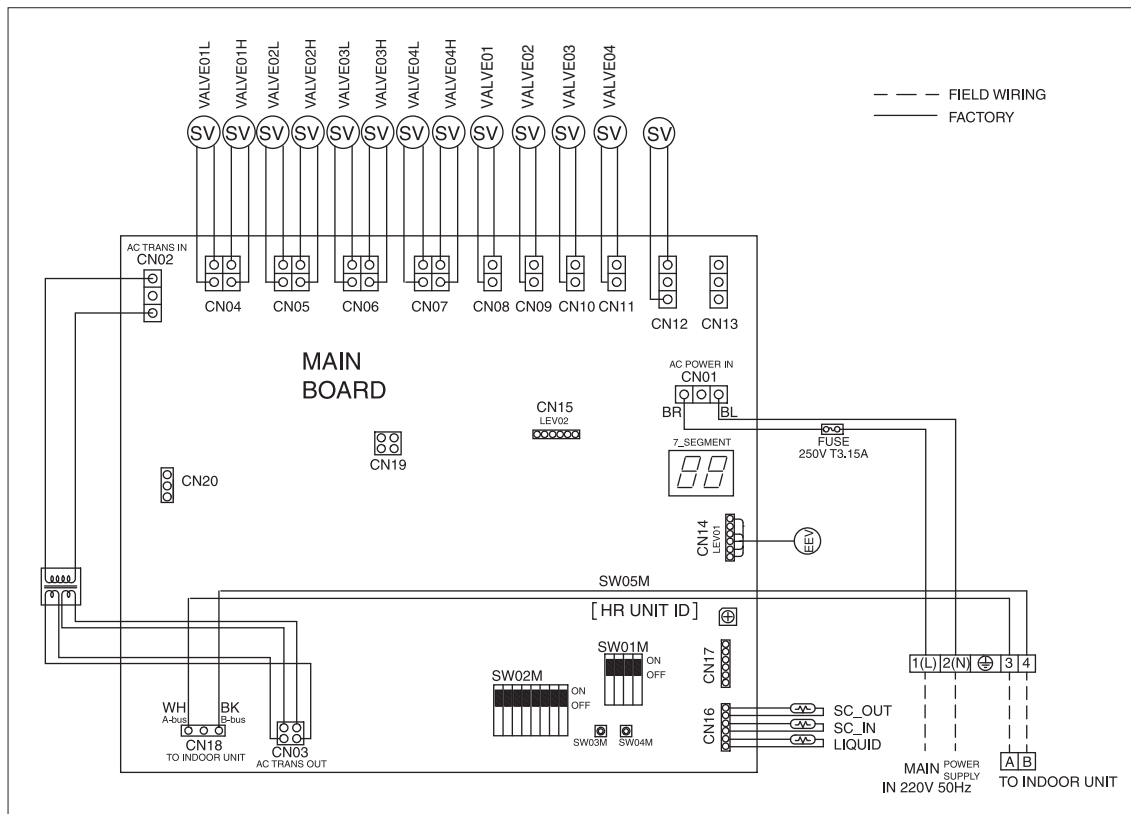 VALVE01L
VALVE01H
VALVE02L
VALVE02H
VALVE03L
VALVE03H
VALVE04L
VALVE04H
VALVE01
VALVE02
VALVE03
VALVE04
FIELD WIRING
FACTORY
SV SV SV SV SV SV SV SV SV SV SV SV SV
AC TRANS IN
CN02
CN04
CN05
CN06
CN07
CN08
CN09
CN10
CN11
CN12
CN13
MAIN
BOARD
AC POWER IN
CN01
BR
BL
FUSE
250V T3.15A
CN15
LEV02
CN19
7_SEGMENT
88
CN20
CN14
LEV01
EEV
SW05M
[HR UNIT ID]
SW01M
ON
OFF
CN17
1(L)
2(N)
3
4
SW02M
ON
OFF
SW03M
SW04M
CN16
SC_OUT
SC_IN
LIQUID
WH
A-bus
BK
B-bus
CN18
TO INDOOR UNIT
CN03
AC TRANS OUT
MAIN POWER SUPPLY
IN 220V 50Hz
A B
TO INDOOR UNIT